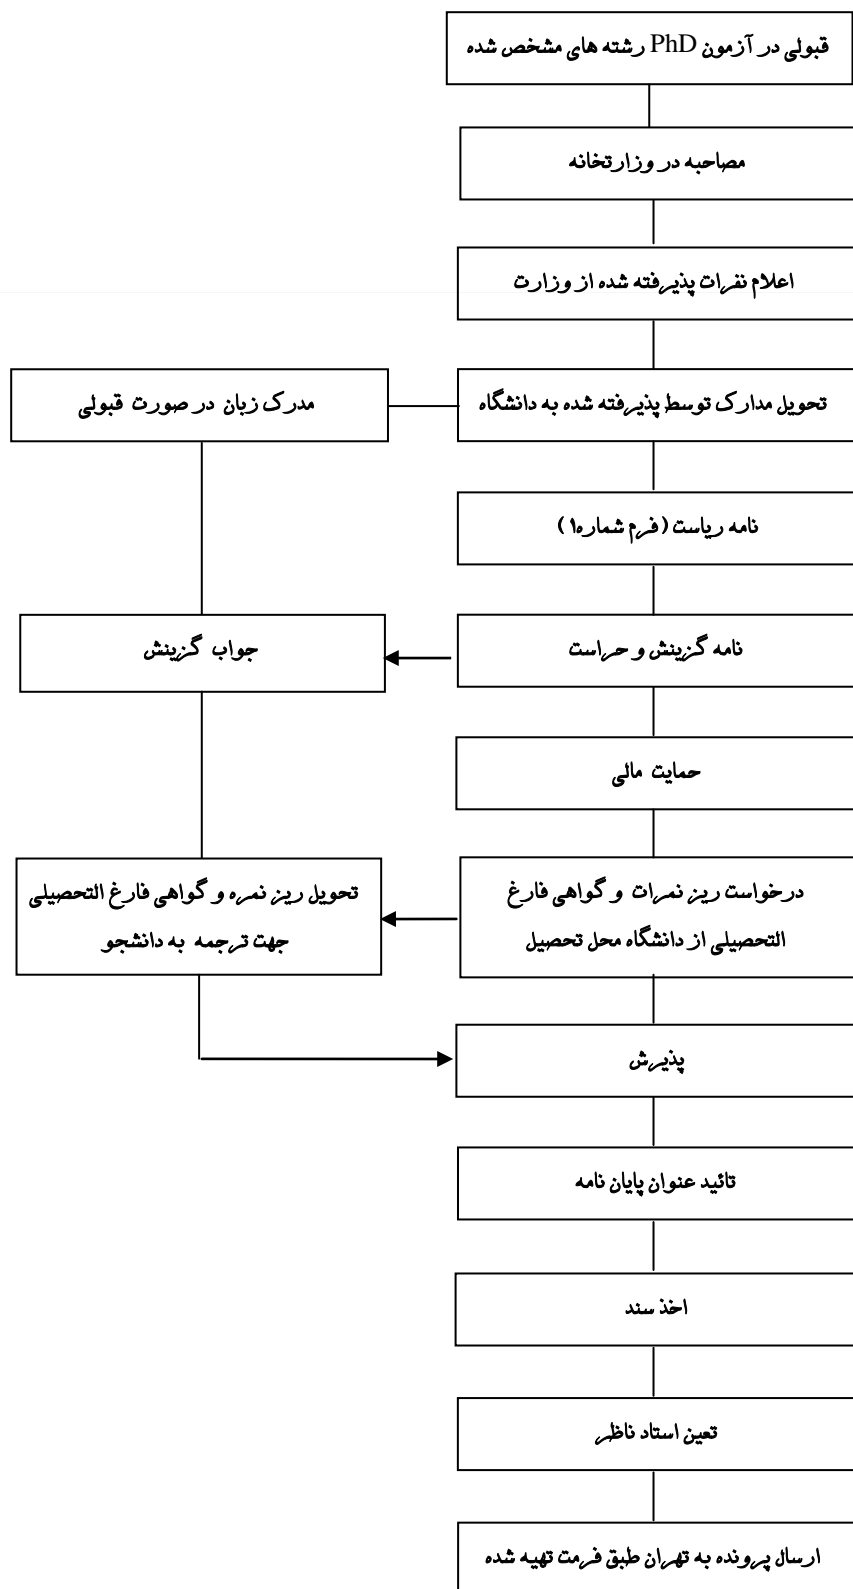 قبولی در آزمون PhD رشته های مشخص شده
مصاحبه در وزارتخانه
اعلام نفرات پذیرفته شده از وزارت
تحویل مدارک توسط پذیرفته شده به دانشگاه
مدرک زبان در صورت قبولی
نامه ریاست (فرم شماره۱)
نامه گزینش و حراست
جواب گزینش
حمایت مالی
درخواست ریز نمرات و گواهی فارغ
التحصیلی از دانشگاه محل تحصیل
تحویل ریز نمره و گواهی فارغ التحصیلی
جهت ترجمه به دانشجو
پذیرش
تائید عنوان پایان نامه
اخذ سند
تعین استاد ناظر
ارسال پرونده به تهران طبق فرمت تهیه شده